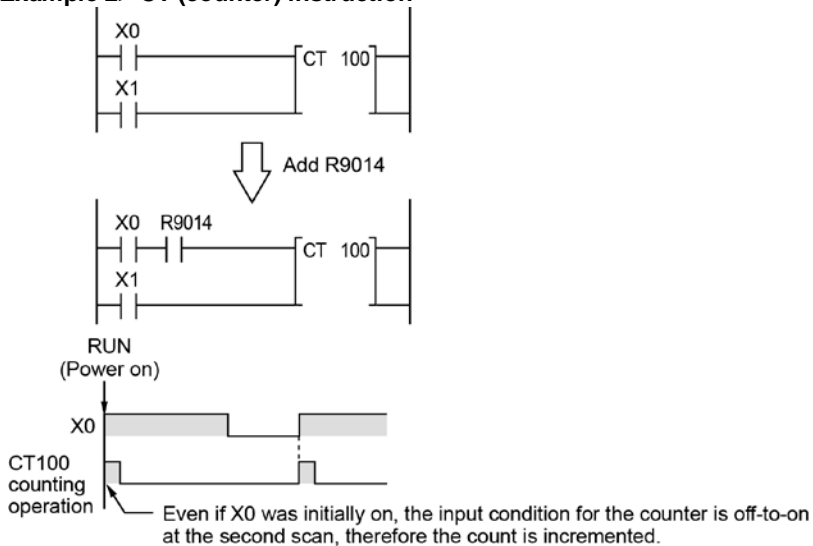 Example 2: CT (counter) instruction
X0
CT 100
X1
Add R9014
X0 R9014
CT 100
X1
RUN
(Power on)
X0
CT100
counting
operation
Even if X0 was initially on, the input condition for the counter is off-to-on
at the second scan, therefore the count is incremented.